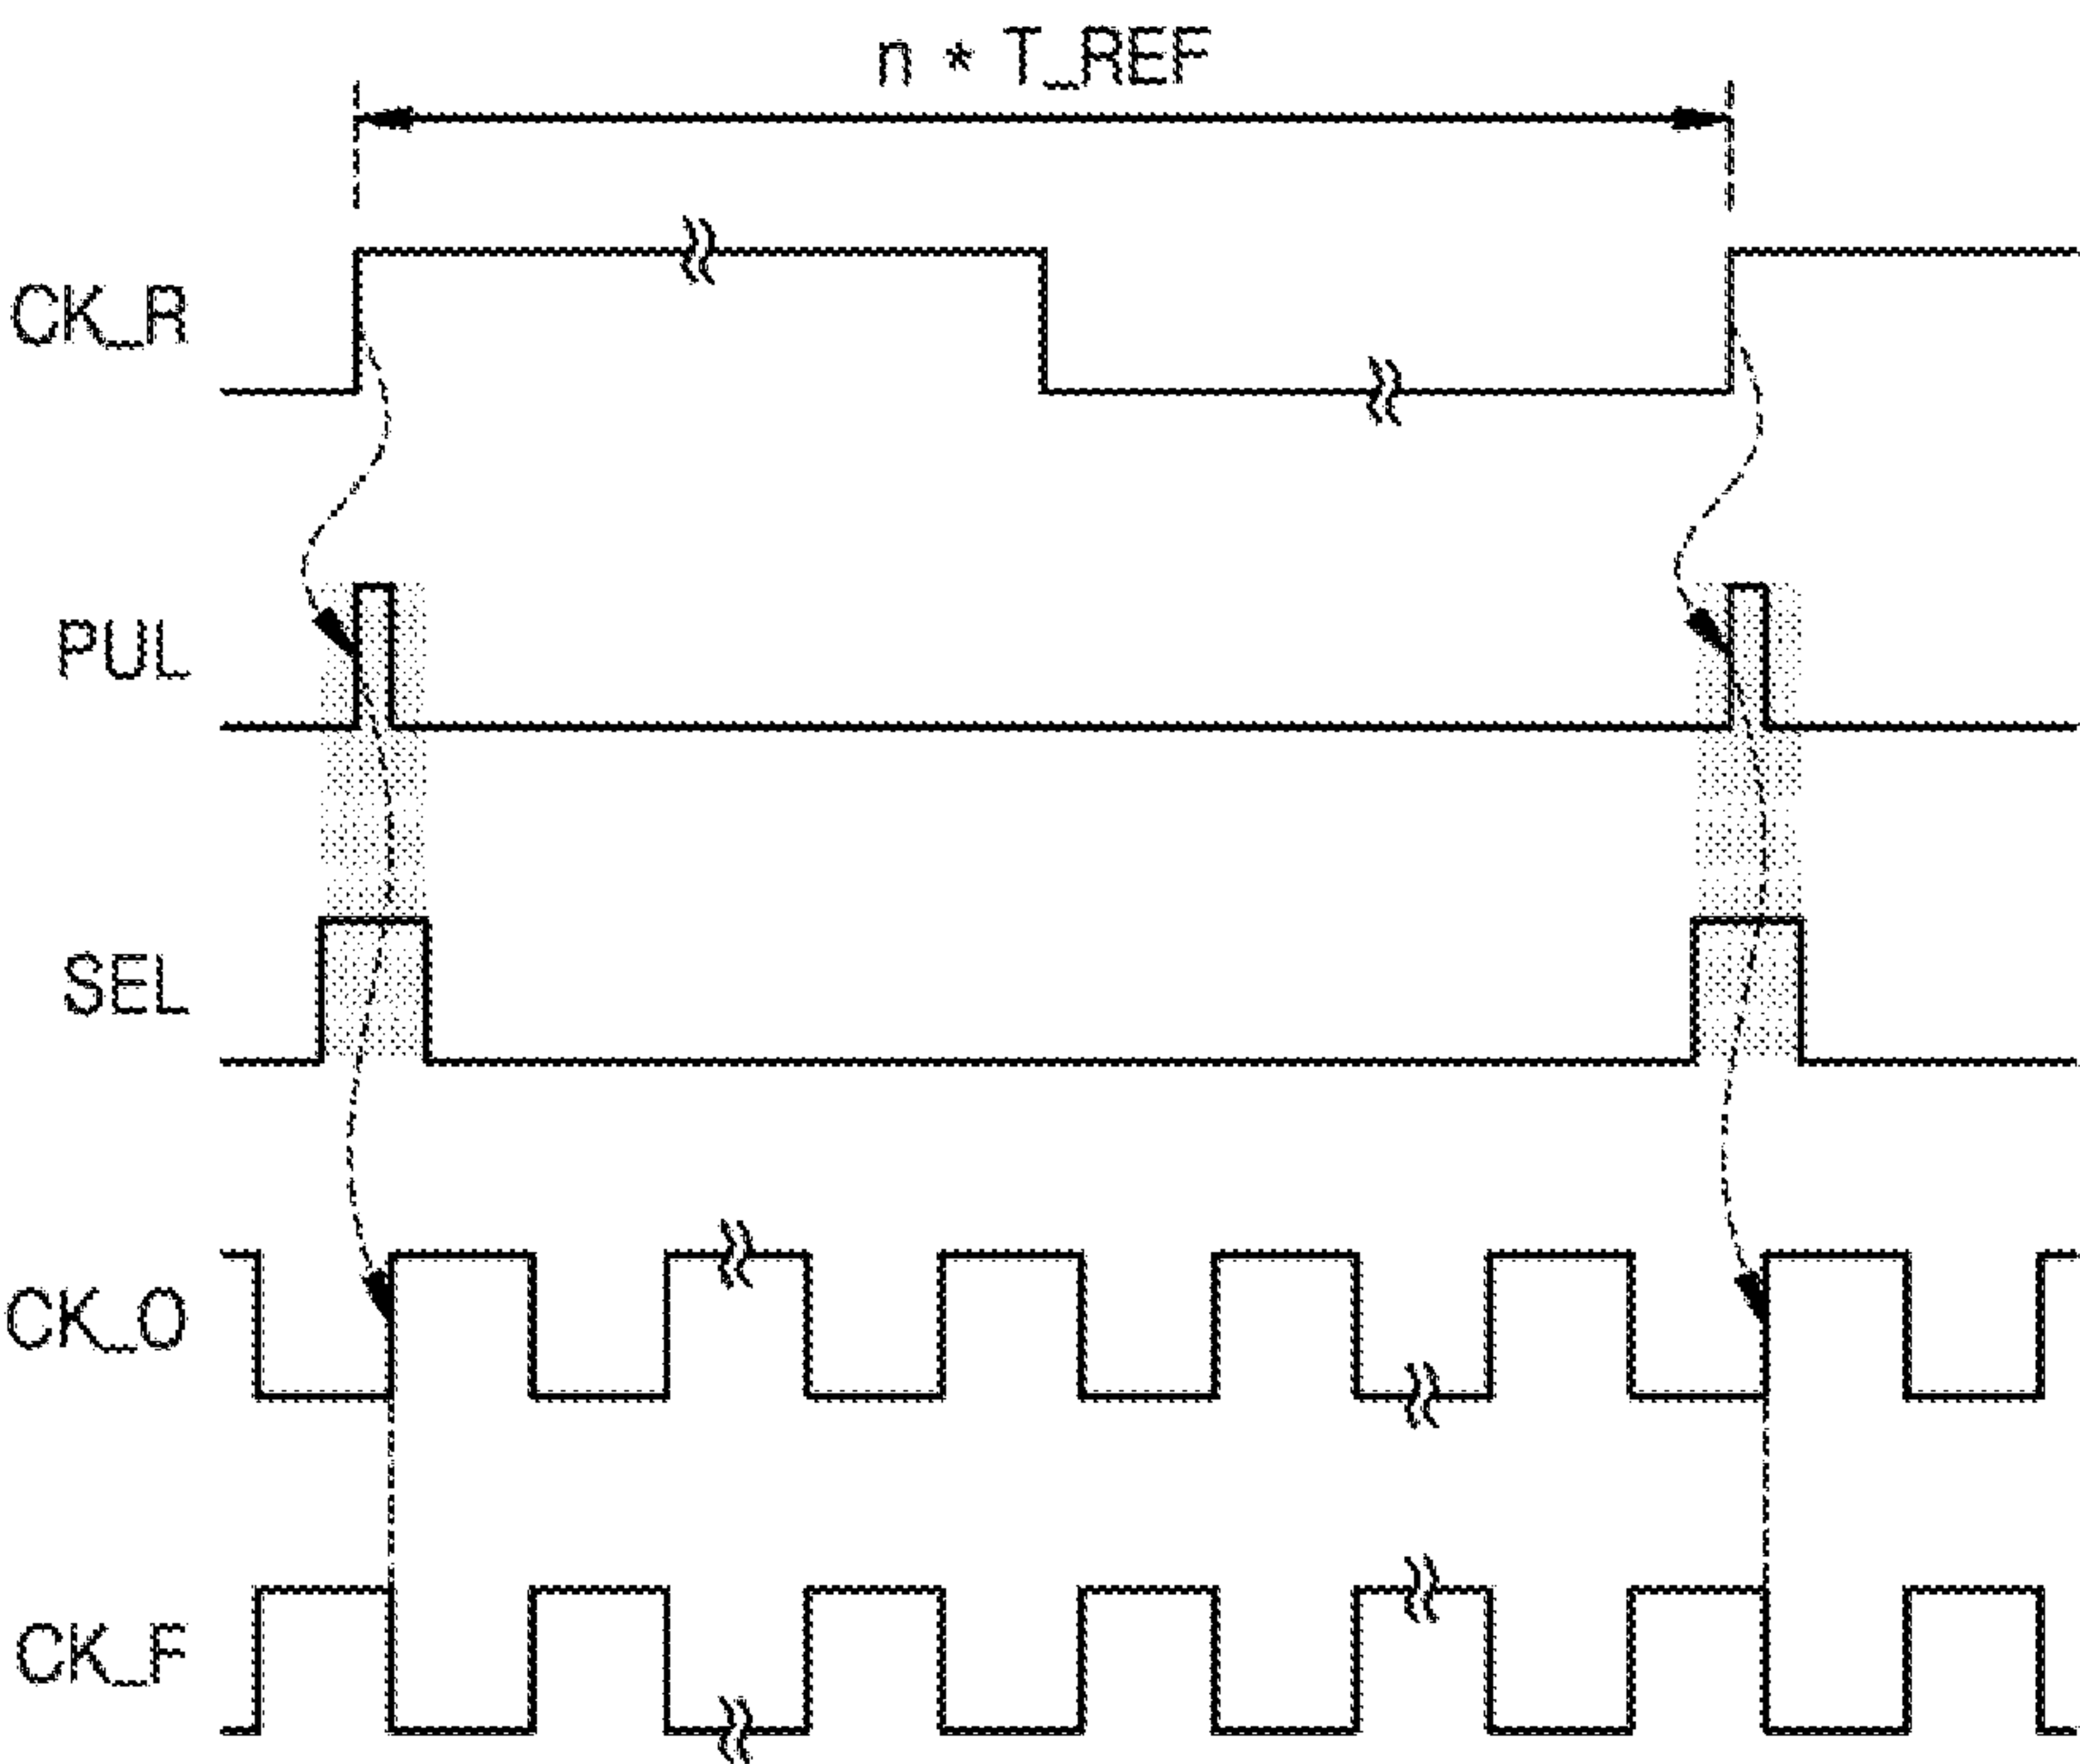 n * T_REF
CK_R
PUL
SEL
CK_O
CK_F